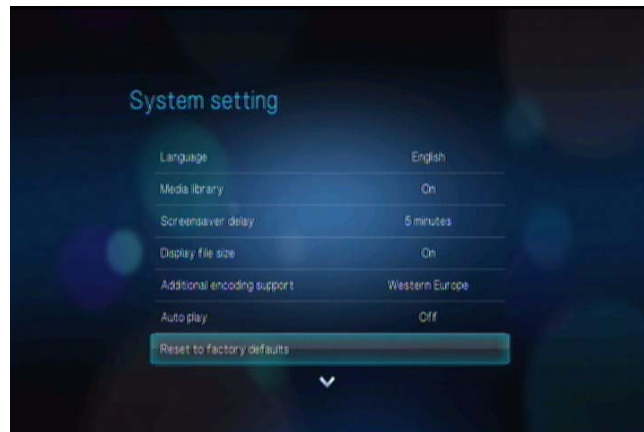 System setting
Language English
Media library On
Screensaver delay 5 minutes
Display file size On
Additional encoding support Western Europe
Auto play Off
Reset to factory defaults